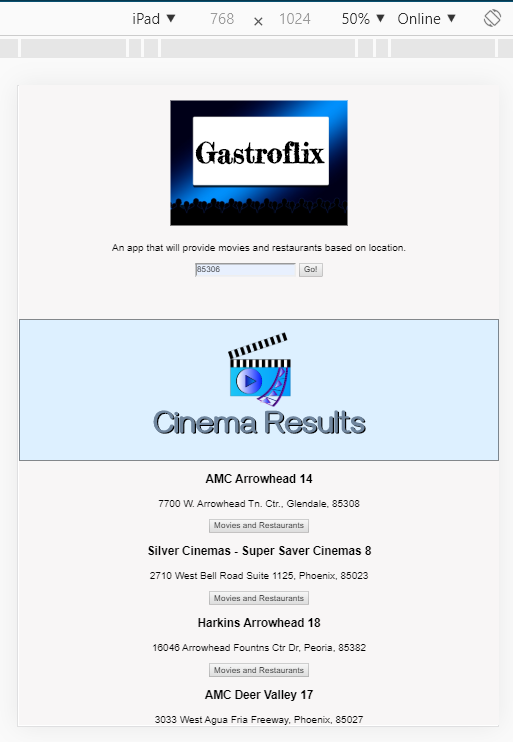 iPad ▼ 768 × 1024 50% ▼ Online ▼
Gastroflix
An app that will provide movies and restaurants based on location.
85306 Go!
Cinema Results
AMC Arrowhead 14
7700 W. Arrowhead Tn. Ctr., Glendale, 85308
Movies and Restaurants
Silver Cinemas - Super Saver Cinemas 8
2710 West Bell Road Suite 1125, Phoenix, 85023
Movies and Restaurants
Harkins Arrowhead 18
16046 Arrowhead Fountns Ctr Dr, Peoria, 85382
Movies and Restaurants
AMC Deer Valley 17
3033 West Agua Fria Freeway, Phoenix, 85027